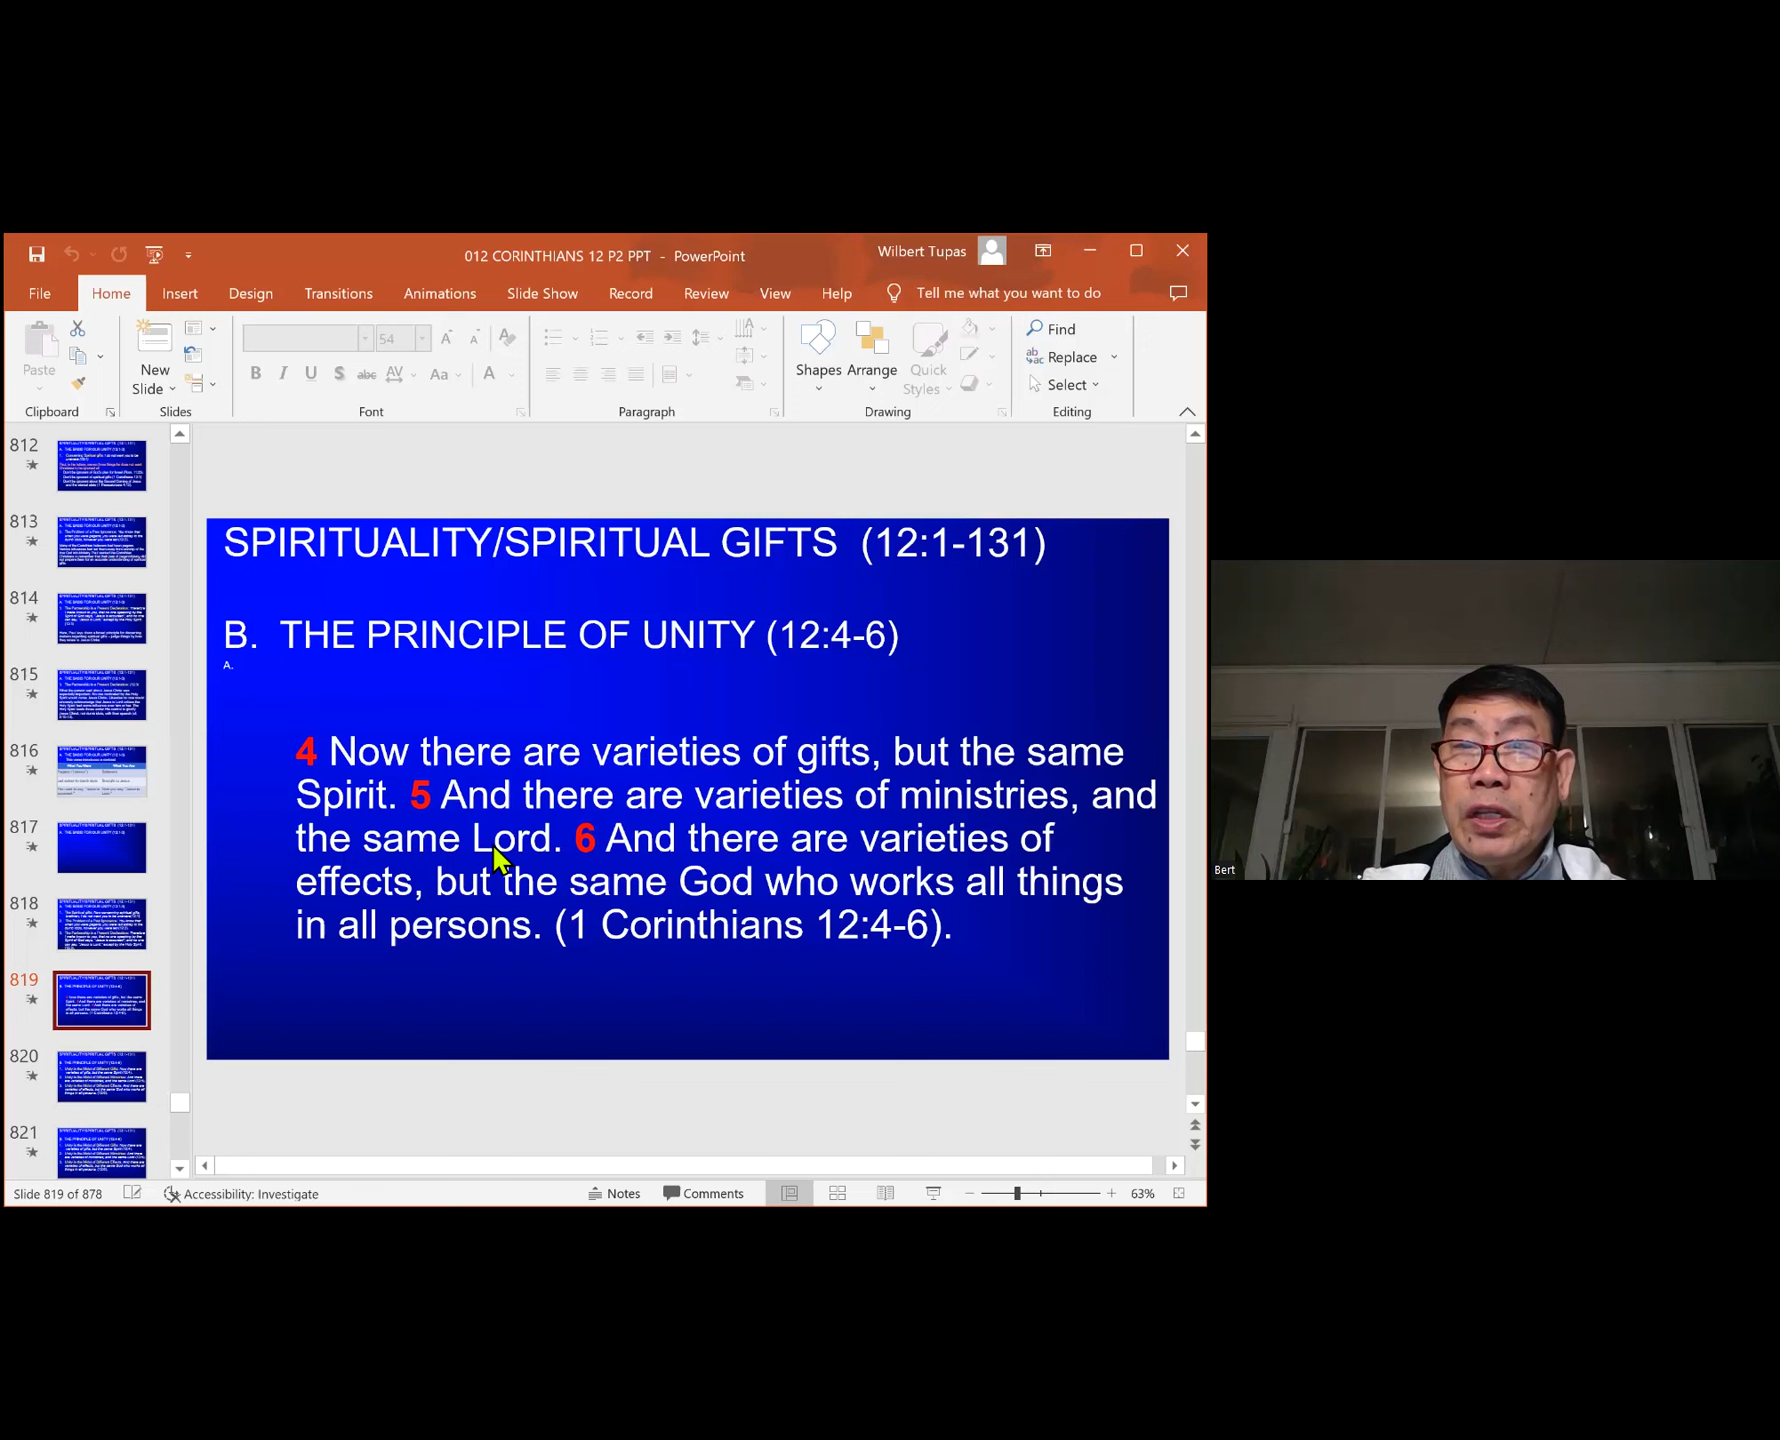 012 CORINTHIANS 12 P2 PPT - PowerPoint
Wilbert Tupas
File Home Insert Design Transitions Animations Slide Show Record Review View Help Tell me what you want to do
Paste
New
Slide
54
B I U S abc AV Aa A
Shapes Arrange Quick
Styles
Find
Replace
Select
Clipboard Slides Font Paragraph Drawing Editing
812
813
814
815
816
817
818
819
820
821
SPIRITUALITY/SPIRITUAL GIFTS (12:1-131)
B. THE PRINCIPLE OF UNITY (12:4-6)
A.
4 Now there are varieties of gifts, but the same
Spirit. 5 And there are varieties of ministries, and
the same Lord. 6 And there are varieties of
effects, but the same God who works all things
in all persons. (1 Corinthians 12:4-6).
Bert
Slide 819 of 878 Accessibility: Investigate Notes Comments 63%